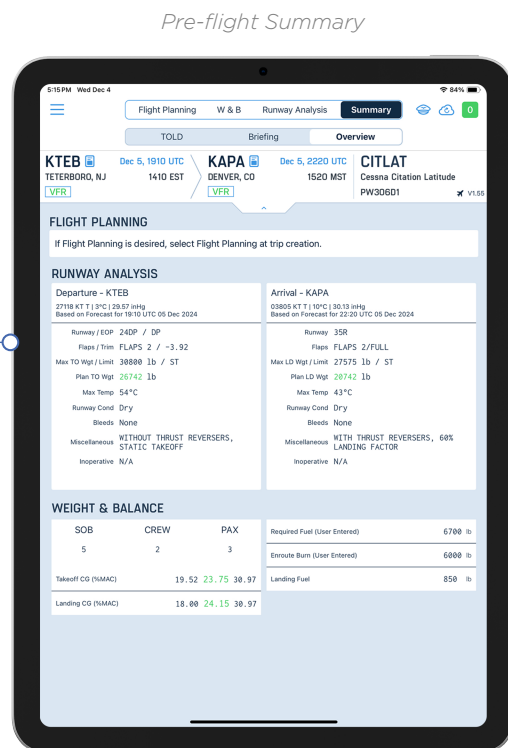 Pre-flight Summary
5:15 PM Wed Dec 4
84%
Flight Planning W & B Runway Analysis Summary
0
TOLD Briefing Overview
KTEB Dec 5, 1910 UTC KAPA Dec 5, 2220 UTC CITLAT
TETERBORO, NJ 1410 EST DENVER, CO 1520 MST Cessna Citation Latitude
VFR VFR PW306D1 V1.55
FLIGHT PLANNING
If Flight Planning is desired, select Flight Planning at trip creation.
RUNWAY ANALYSIS
Departure - KTEB
27118 KT T | 3°C | 29.57 inHg
Based on Forecast for 19:10 UTC 05 Dec 2024
Runway / EOP 24DP / DP
Flaps / Trim FLAPS 2 / -3.92
Max TO Wgt / Limit 30800 lb / ST
Plan TO Wgt 26742 lb
Max Temp 54°C
Runway Cond Dry
Bleeds None
Miscellaneous WITHOUT THRUST REVERSERS,
STATIC TAKEOFF
Inoperative N/A
Arrival - KAPA
03805 KT T | 10°C | 30.13 inHg
Based on Forecast for 22:20 UTC 05 Dec 2024
Runway 35R
Flaps FLAPS 2/FULL
Max LD Wgt / Limit 27575 lb / ST
Plan LD Wgt 20742 lb
Max Temp 43°C
Runway Cond Dry
Bleeds None
Miscellaneous WITH THRUST REVERSERS, 60%
LANDING FACTOR
Inoperative N/A
WEIGHT & BALANCE
SOB CREW PAX
5 2 3
Takeoff CG (%MAC) 19.52 23.75 30.97
Landing CG (%MAC) 18.00 24.15 30.97
Required Fuel (User Entered) 6700 lb
Enroute Burn (User Entered) 6000 lb
Landing Fuel 850 lb